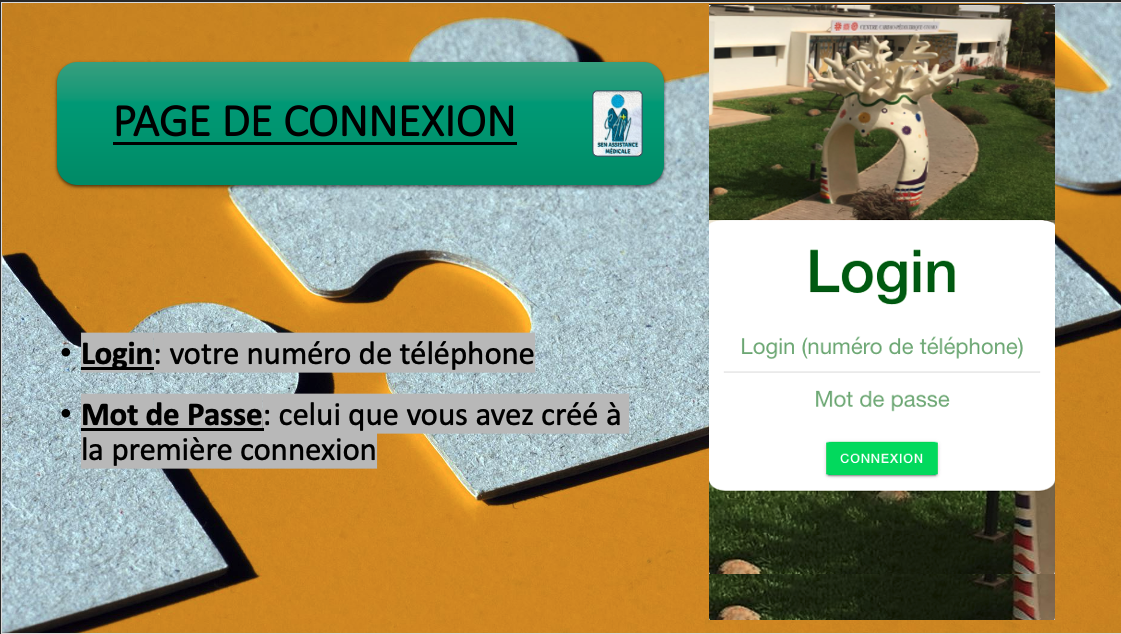 PAGE DE CONNEXION
SEN ASSISTANCE
MÉDICALE
• Login: votre numéro de téléphone
• Mot de Passe: celui que vous avez créé à
la première connexion
Login
Login (numéro de téléphone)
Mot de passe
CONNEXION